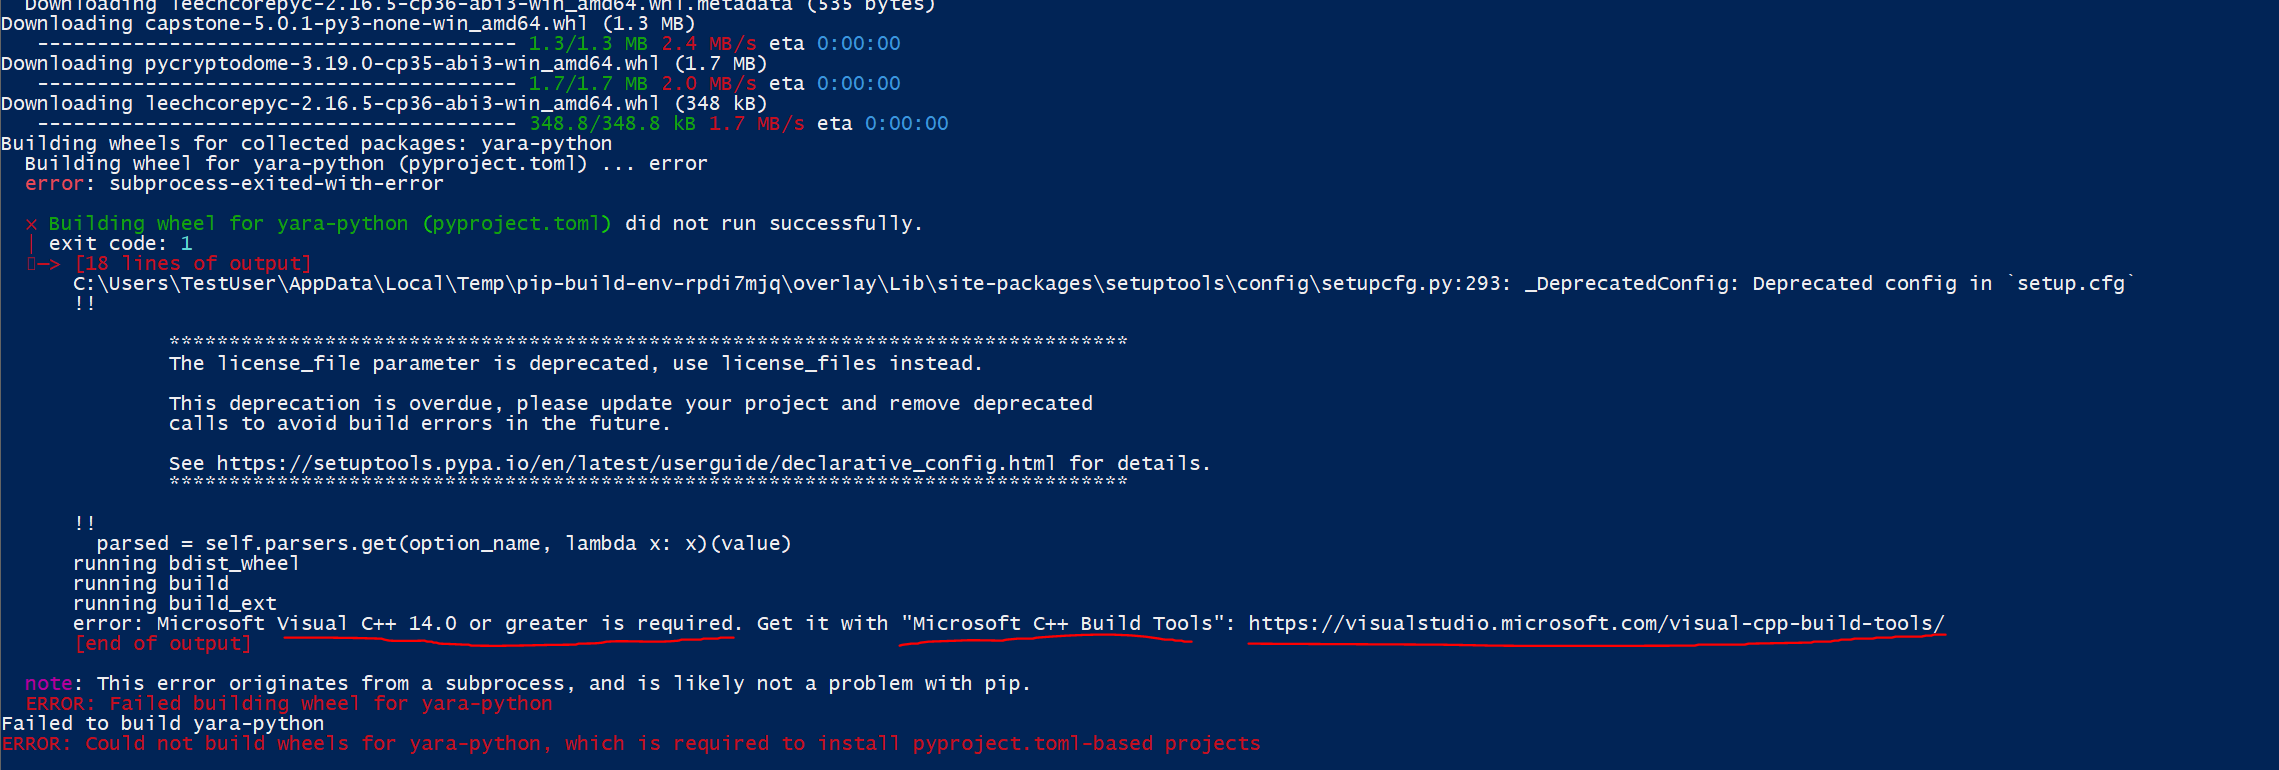 Downloading leechcorepyc-2.16.5-cp36-abi3-win_amd64.whl.metadata (535 bytes)
Downloading capstone-5.0.1-py3-none-win_amd64.whl (1.3 MB)
---------------------------------------- 1.3/1.3 MB 2.4 MB/s eta 0:00:00
Downloading pycryptodome-3.19.0-cp35-abi3-win_amd64.whl (1.7 MB)
---------------------------------------- 1.7/1.7 MB 2.0 MB/s eta 0:00:00
Downloading leechcorepyc-2.16.5-cp36-abi3-win_amd64.whl (348 kB)
---------------------------------------- 348.8/348.8 kB 1.7 MB/s eta 0:00:00
Building wheels for collected packages: yara-python
Building wheel for yara-python (pyproject.toml) ... error
error: subprocess-exited-with-error
× Building wheel for yara-python (pyproject.toml) did not run successfully.
│ exit code: 1
─> [18 lines of output]
C:\Users\TestUser\AppData\Local\Temp\pip-build-env-rpdi7mjq\overlay\Lib\site-packages\setuptools\config\setupcfg.py:293: _DeprecatedConfig: Deprecated config in `setup.cfg`
!!
********************************************************************************
The license_file parameter is deprecated, use license_files instead.
This deprecation is overdue, please update your project and remove deprecated
calls to avoid build errors in the future.
See https://setuptools.pypa.io/en/latest/userguide/declarative_config.html for details.
********************************************************************************
!!
parsed = self.parsers.get(option_name, lambda x: x)(value)
running bdist_wheel
running build
running build_ext
error: Microsoft Visual C++ 14.0 or greater is required. Get it with "Microsoft C++ Build Tools": https://visualstudio.microsoft.com/visual-cpp-build-tools/
[end of output]
note: This error originates from a subprocess, and is likely not a problem with pip.
ERROR: Failed building wheel for yara-python
Failed to build yara-python
ERROR: Could not build wheels for yara-python, which is required to install pyproject.toml-based projects